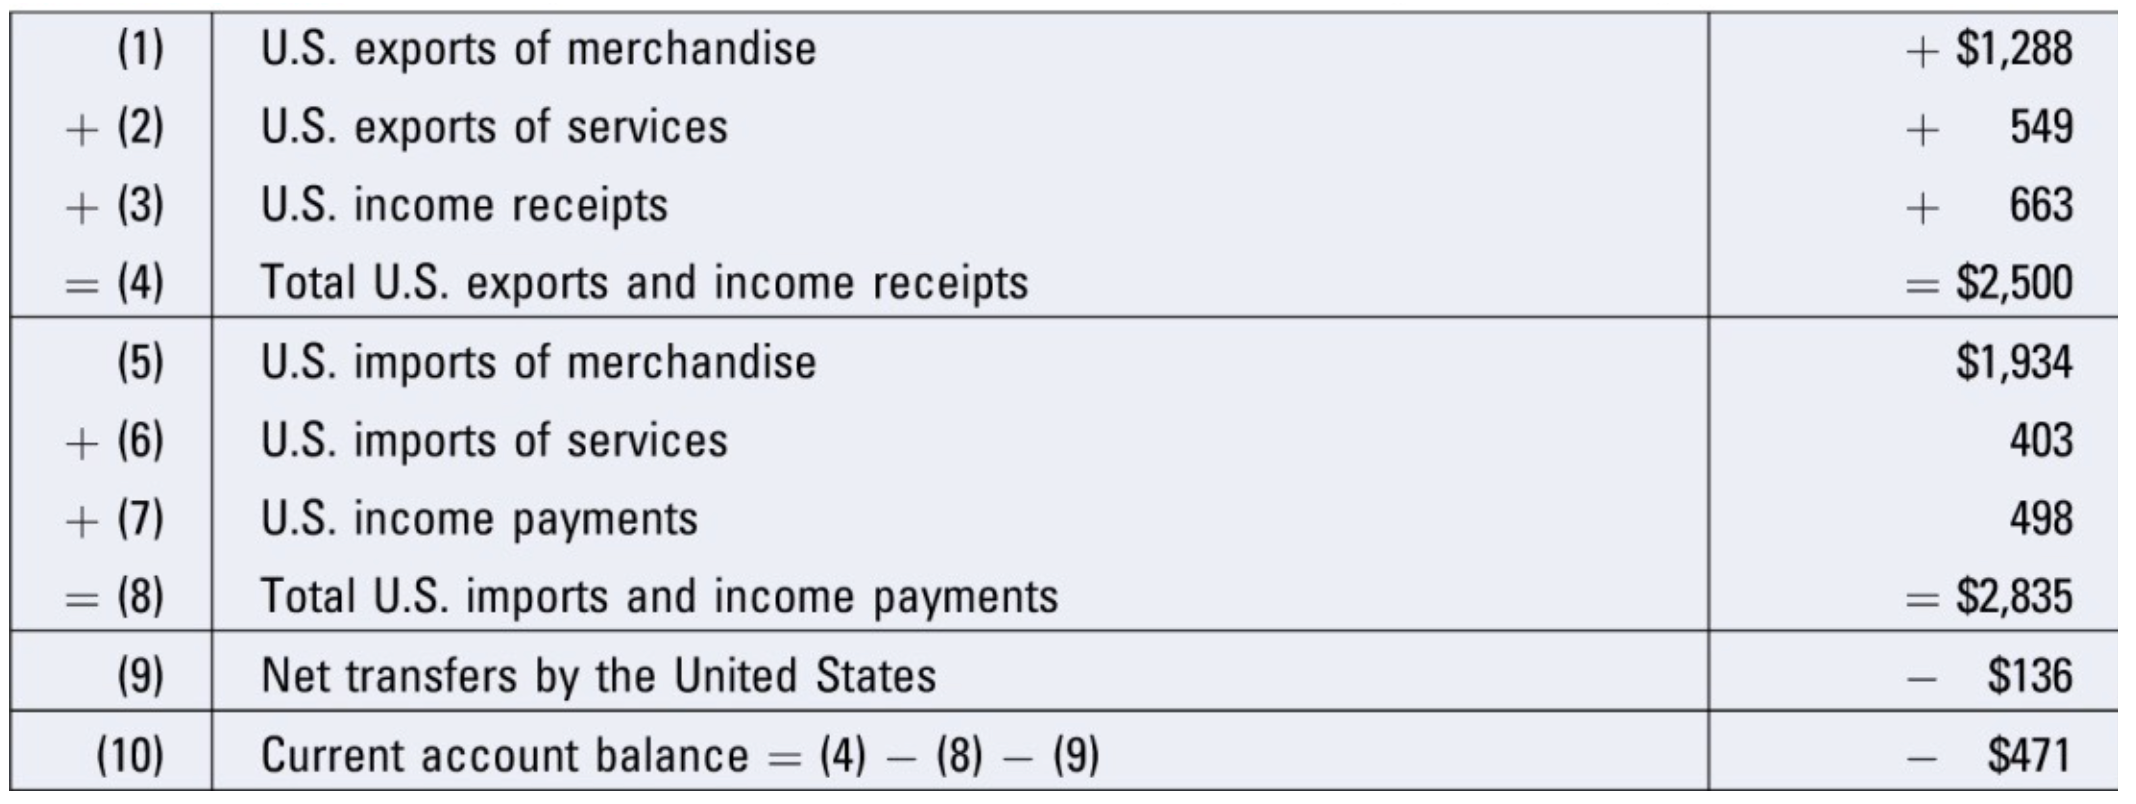 (1) U.S. exports of merchandise + $1,288
+ (2) U.S. exports of services + 549
+ (3) U.S. income receipts + 663
= (4) Total U.S. exports and income receipts = $2,500
(5) U.S. imports of merchandise $1,934
+ (6) U.S. imports of services 403
+ (7) U.S. income payments 498
= (8) Total U.S. imports and income payments = $2,835
(9) Net transfers by the United States − $136
(10) Current account balance = (4) − (8) − (9) − $471